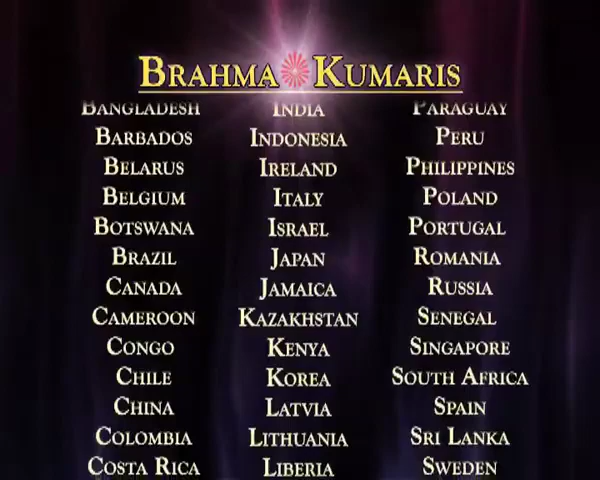 BRAHMA KUMARIS
BANGLADESH INDIA PARAGUAY
BARBADOS INDONESIA PERU
BELARUS IRELAND PHILIPPINES
BELGIUM ITALY POLAND
BOTSWANA ISRAEL PORTUGAL
BRAZIL JAPAN ROMANIA
CANADA JAMAICA RUSSIA
CAMEROON KAZAKHSTAN SENEGAL
CONGO KENYA SINGAPORE
CHILE KOREA SOUTH AFRICA
CHINA LATVIA SPAIN
COLOMBIA LITHUANIA SRI LANKA
COSTA RICA LIBERIA SWEDEN